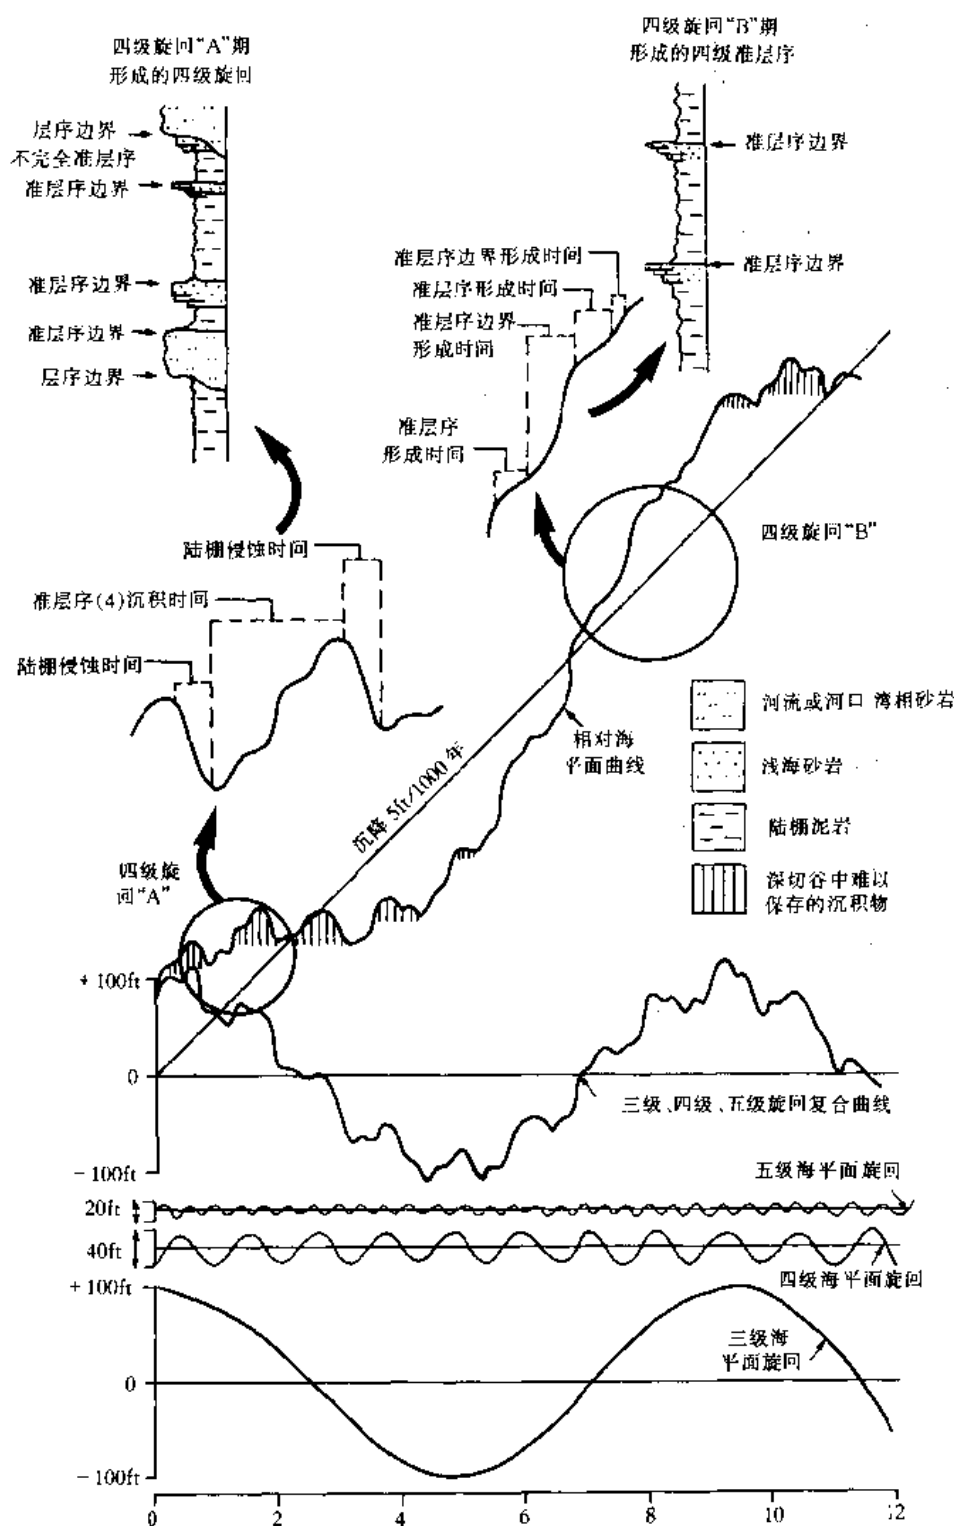 四级旋回“A”期
形成的四级旋回
层序边界
不完全准层序
准层序边界
准层序边界
准层序边界
层序边界
四级旋回“B”期
形成的四级准层序
准层序边界
准层序边界
准层序边界形成时间
准层序形成时间
准层序边界
形成时间
准层序
形成时间
四级旋回“B”
陆棚侵蚀时间
准层序(4)沉积时间
陆棚侵蚀时间
相对海
平面曲线
沉降 5ft/1000 年
四级旋
回“A”
河流或河口 湾相砂岩
浅海砂岩
陆棚泥岩
深切谷中难以
保存的沉积物
+100ft
0
-100ft
三级、四级、五级旋回复合曲线
五级海平面旋回
20ft
40ft
四级海平面旋回
+100ft
0
-100ft
三级海
平面旋回
0 2 4 6 8 10 12